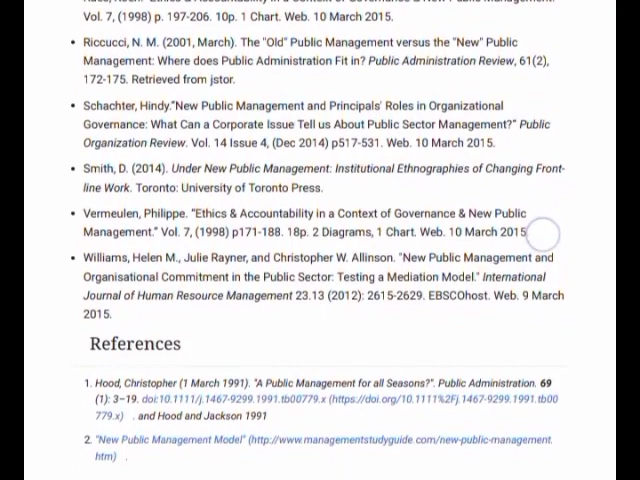 Vol. 7, (1998) p. 197-206. 10p. 1 Chart. Web. 10 March 2015.
• Riccucci, N. M. (2001, March). The "Old" Public Management versus the "New" Public
Management: Where does Public Administration Fit in? Public Administration Review, 61(2),
172-175. Retrieved from jstor.
• Schachter, Hindy."New Public Management and Principals' Roles in Organizational
Governance: What Can a Corporate Issue Tell us About Public Sector Management?" Public
Organization Review. Vol. 14 Issue 4, (Dec 2014) p517-531. Web. 10 March 2015.
• Smith, D. (2014). Under New Public Management: Institutional Ethnographies of Changing Front-
line Work. Toronto: University of Toronto Press.
• Vermeulen, Philippe. "Ethics & Accountability in a Context of Governance & New Public
Management." Vol. 7, (1998) p171-188. 18p. 2 Diagrams, 1 Chart. Web. 10 March 2015
• Williams, Helen M., Julie Rayner, and Christopher W. Allinson. "New Public Management and
Organisational Commitment in the Public Sector: Testing a Mediation Model." International
Journal of Human Resource Management 23.13 (2012): 2615-2629. EBSCOhost. Web. 9 March
2015.
References
1. Hood, Christopher (1 March 1991). "A Public Management for all Seasons?". Public Administration. 69
(1): 3–19. doi:10.1111/j.1467-9299.1991.tb00779.x (https://doi.org/10.1111%2Fj.1467-9299.1991.tb00
779.x) . and Hood and Jackson 1991
2. "New Public Management Model" (http://www.managementstudyguide.com/new-public-management.
htm) .